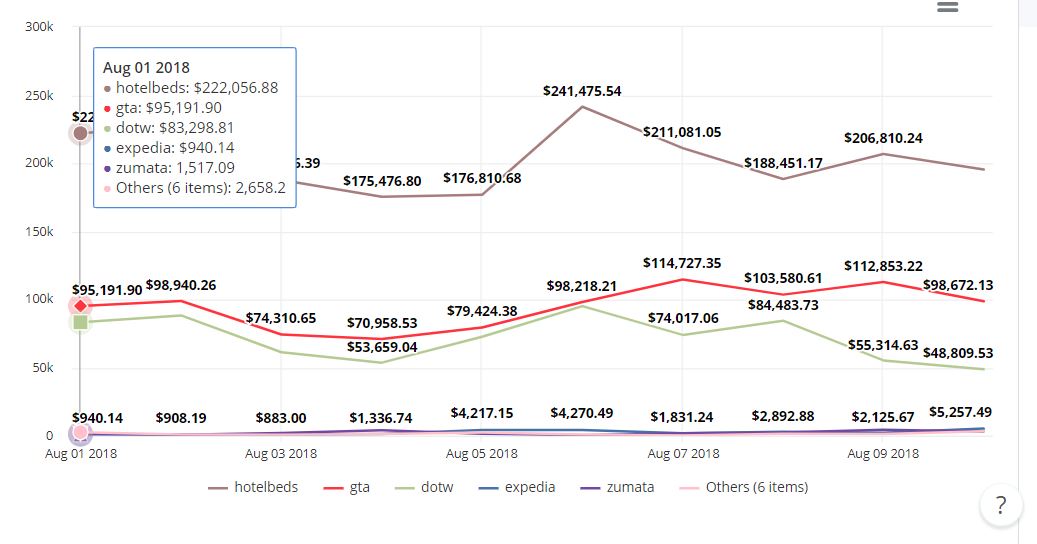 300k
250k
200k
150k
100k
50k
0
Aug 01 2018
hotelbeds: $222,056.88
gta: $95,191.90
dotw: $83,298.81
expedia: $940.14
zumata: 1,517.09
Others (6 items): 2,658.2
$22
5.39
$175,476.80
$176,810.68
$241,475.54
$211,081.05
$188,451.17
$206,810.24
$95,191.90
$98,940.26
$74,310.65
$70,958.53
$79,424.38
$98,218.21
$114,727.35
$103,580.61
$112,853.22
$98,672.13
$53,659.04
$74,017.06
$84,483.73
$55,314.63
$48,809.53
$940.14
$908.19
$883.00
$1,336.74
$4,217.15
$4,270.49
$1,831.24
$2,892.88
$2,125.67
$5,257.49
Aug 01 2018
Aug 03 2018
Aug 05 2018
Aug 07 2018
Aug 09 2018
hotelbeds
gta
dotw
expedia
zumata
Others (6 items)
?